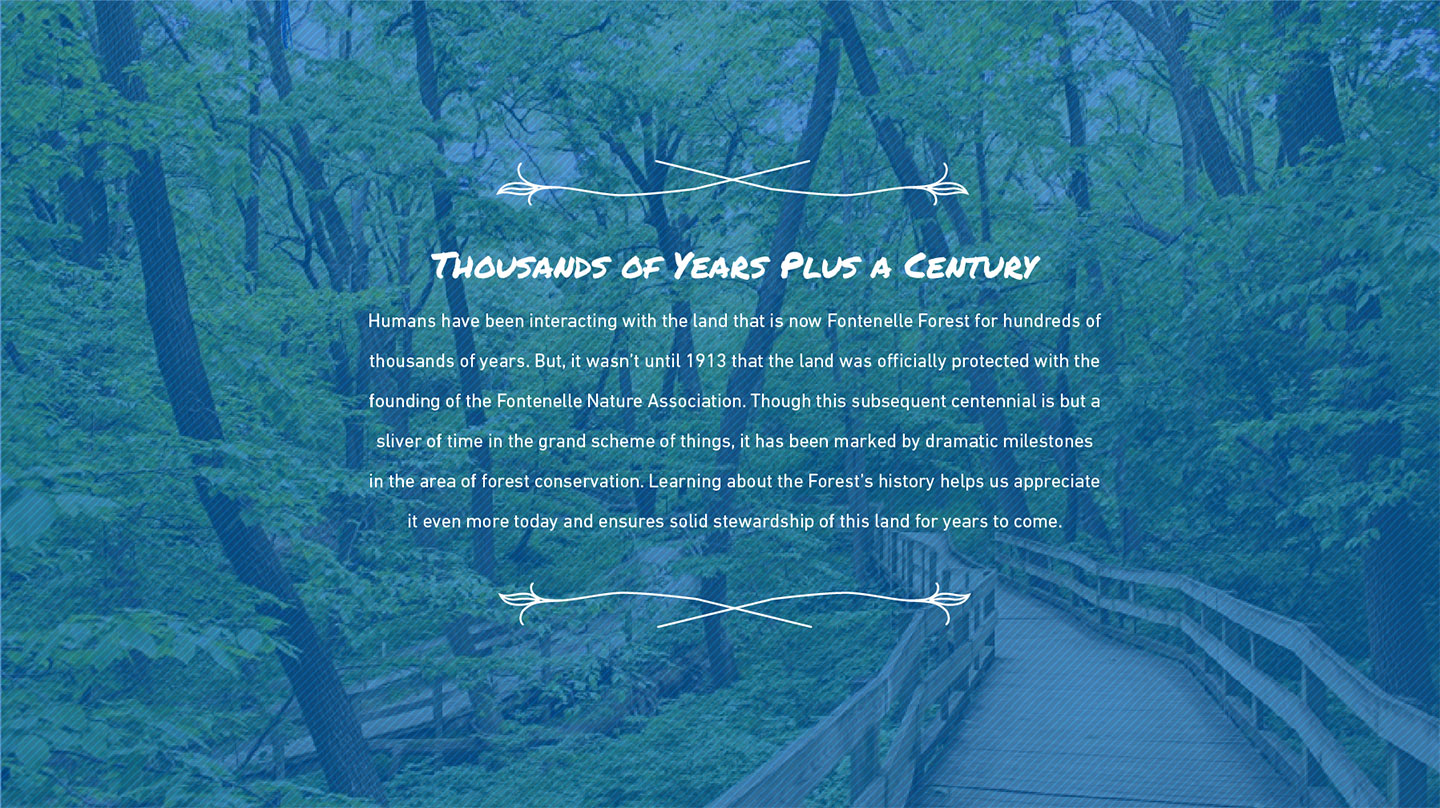 Thousands of Years Plus a Century
Humans have been interacting with the land that is now Fontenelle Forest for hundreds of
thousands of years. But, it wasn't until 1913 that the land was officially protected with the
founding of the Fontenelle Nature Association. Though this subsequent centennial is but a
sliver of time in the grand scheme of things, it has been marked by dramatic milestones
in the area of forest conservation. Learning about the Forest's history helps us appreciate
it even more today and ensures solid stewardship of this land for years to come.